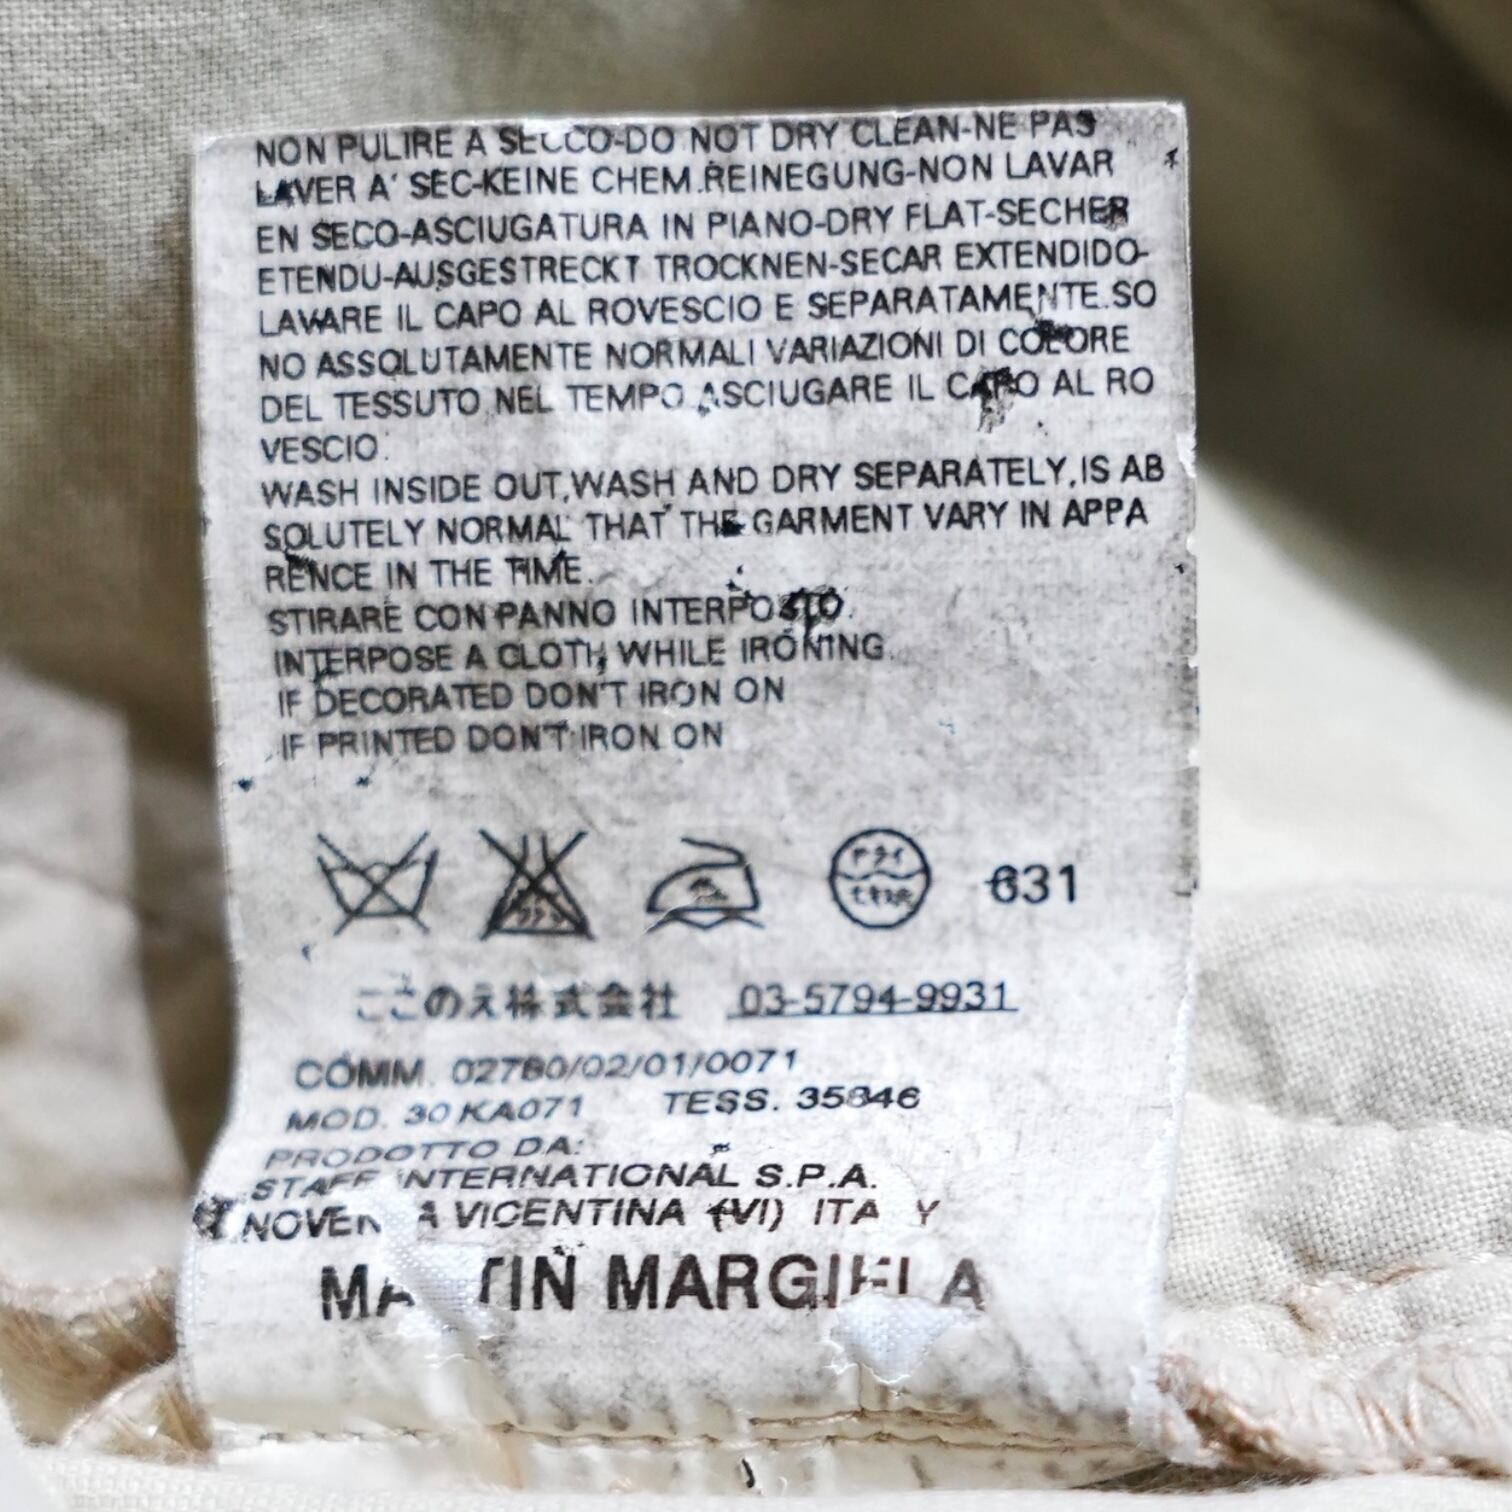 NON PULIRE A SECCO-DO NOT DRY CLEAN-NE PAS
LAVER A' SEC-KEINE CHEM.REINEGUNG-NON LAVAR
EN SECO-ASCIUGATURA IN PIANO-DRY FLAT-SECHER
ETENDU-AUSGESTRECKT TROCKNEN-SECAR EXTENDIDO-
LAVARE IL CAPO AL ROVESCIO E SEPARATAMENTE.SO
NO ASSOLUTAMENTE NORMALI VARIAZIONI DI COLORE
DEL TESSUTO NEL TEMPO.ASCIUGARE IL CAPO AL RO
VESCIO.
WASH INSIDE OUT,WASH AND DRY SEPARATELY,IS AB
SOLUTELY NORMAL THAT THE GARMENT VARY IN APPA
RENCE IN THE TIME.
STIRARE CON PANNO INTERPOSTO.
INTERPOSE A CLOTH WHILE IRONING.
IF DECORATED DON'T IRON ON
IF PRINTED DON'T IRON ON
ドライ
631
ここのえ株式会社 03-5794-9931
COMM. 02780/02/01/0071
MOD. 30KA071 TESS. 35846
PRODOTTO DA:
STAFF INTERNATIONAL S.P.A.
NOVENTA VICENTINA (VI) ITALY
MARTIN MARGIELA